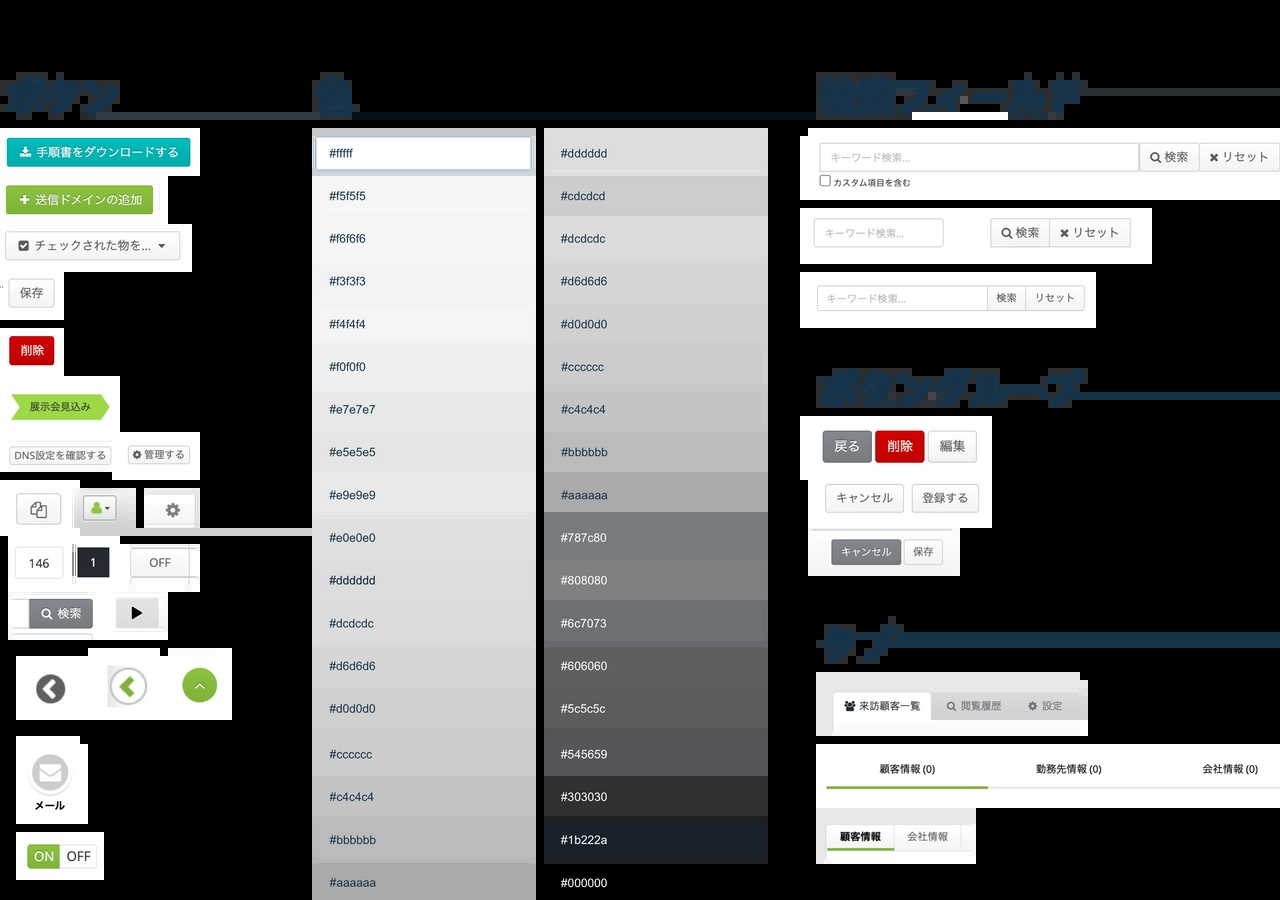 ボタン
手順書をダウンロードする
送信ドメインの追加
チェックされた物を...
保存
削除
展示会見込み
DNS設定を確認する
管理する
146
1
OFF
検索
メール
ON OFF
色
#fffff
#f5f5f5
#f6f6f6
#f3f3f3
#f4f4f4
#f0f0f0
#e7e7e7
#e5e5e5
#e9e9e9
#e0e0e0
#dddddd
#dcdcdc
#d6d6d6
#d0d0d0
#cccccc
#c4c4c4
#bbbbbb
#aaaaaa
#dddddd
#cdcdcd
#dcdcdc
#d6d6d6
#d0d0d0
#cccccc
#c4c4c4
#bbbbbb
#aaaaaa
#787c80
#808080
#6c7073
#606060
#5c5c5c
#545659
#303030
#1b222a
#000000
検索フィールド
キーワード検索... 検索 リセット
カスタム項目を含む
キーワード検索... 検索 リセット
キーワード検索... 検索 リセット
ボタングループ
戻る 削除 編集
キャンセル 登録する
キャンセル 保存
タブ
来訪顧客一覧 閲覧履歴 設定
顧客情報 (0) 勤務先情報 (0) 会社情報 (0)
顧客情報 会社情報